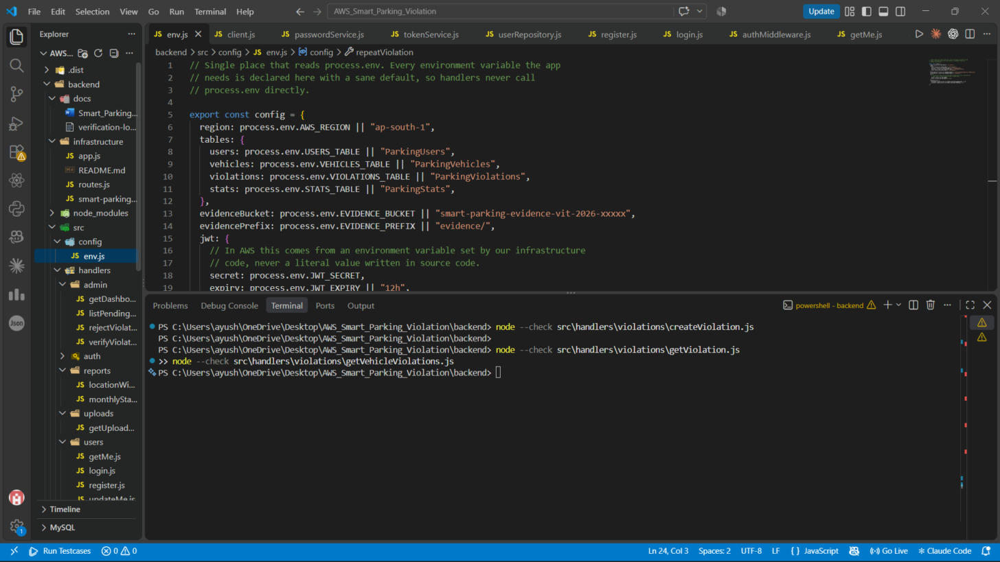 File Edit Selection View Go Run Terminal Help
AWS_Smart_Parking_Violation
Update
Explorer
AWS...
.dist
backend
docs
Smart_Parking...
verification-lo...
infrastructure
app.js
README.md
routes.js
smart-parking...
node_modules
src
config
env.js
handlers
admin
getDashbo...
listPending...
rejectViolat...
verifyViolat...
auth
reports
locationWi...
monthlySta...
uploads
getUpload...
users
getMe.js
login.js
register.js
updateMe.js
Timeline
MySQL
JS env.js JS client.js JS passwordService.js JS tokenService.js JS userRepository.js JS register.js JS login.js JS authMiddleware.js JS getMe.js
backend > src > config > JS env.js > config > repeatViolation
1 // Single place that reads process.env. Every environment variable the app
2 // needs is declared here with a sane default, so handlers never call
3 // process.env directly.
4
5 export const config = {
6 region: process.env.AWS_REGION || "ap-south-1",
7 tables: {
8 users: process.env.USERS_TABLE || "ParkingUsers",
9 vehicles: process.env.VEHICLES_TABLE || "ParkingVehicles",
10 violations: process.env.VIOLATIONS_TABLE || "ParkingViolations",
11 stats: process.env.STATS_TABLE || "ParkingStats",
12 },
13 evidenceBucket: process.env.EVIDENCE_BUCKET || "smart-parking-evidence-vit-2026-xxxxx",
14 evidencePrefix: process.env.EVIDENCE_PREFIX || "evidence/",
15 jwt: {
16 // In AWS this comes from an environment variable set by our infrastructure
17 // code, never a literal value written in source code.
18 secret: process.env.JWT_SECRET,
19 expiry: process.env.JWT_EXPIRY || "12h",
Problems Debug Console Terminal Ports Output
powershell - backend
PS C:\Users\ayush\OneDrive\Desktop\AWS_Smart_Parking_Violation\backend> node --check src\handlers\violations\createViolation.js
PS C:\Users\ayush\OneDrive\Desktop\AWS_Smart_Parking_Violation\backend>
PS C:\Users\ayush\OneDrive\Desktop\AWS_Smart_Parking_Violation\backend> node --check src\handlers\violations\getViolation.js
>> node --check src\handlers\violations\getVehicleViolations.js
PS C:\Users\ayush\OneDrive\Desktop\AWS_Smart_Parking_Violation\backend>
Json
1
Run Testcases 0 0
Ln 24, Col 3 Spaces: 2 UTF-8 LF { } JavaScript Go Live Claude Code